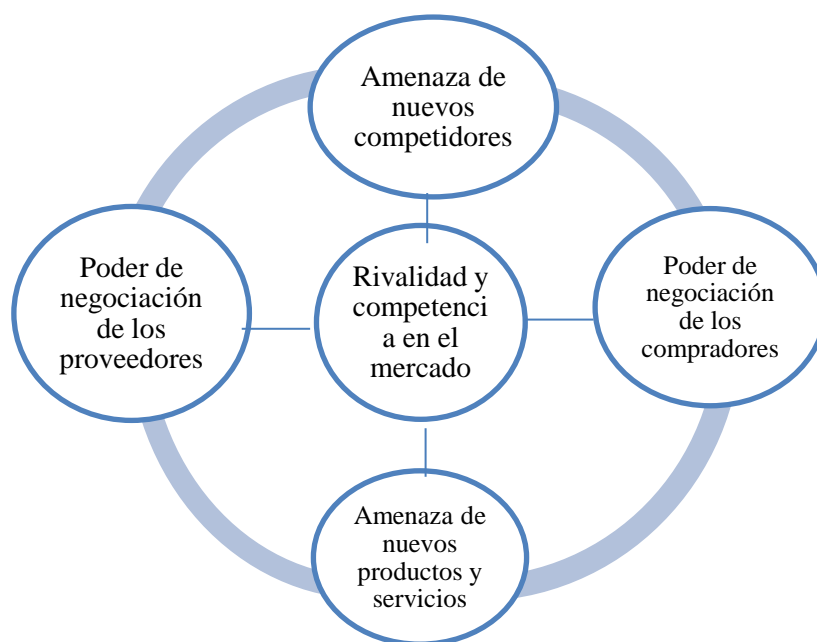 Amenaza de
nuevos
competidores
Poder de
negociación
de los
proveedores
Rivalidad y
competenci
a en el
mercado
Poder de
negociación
de los
compradores
Amenaza de
nuevos
productos y
servicios